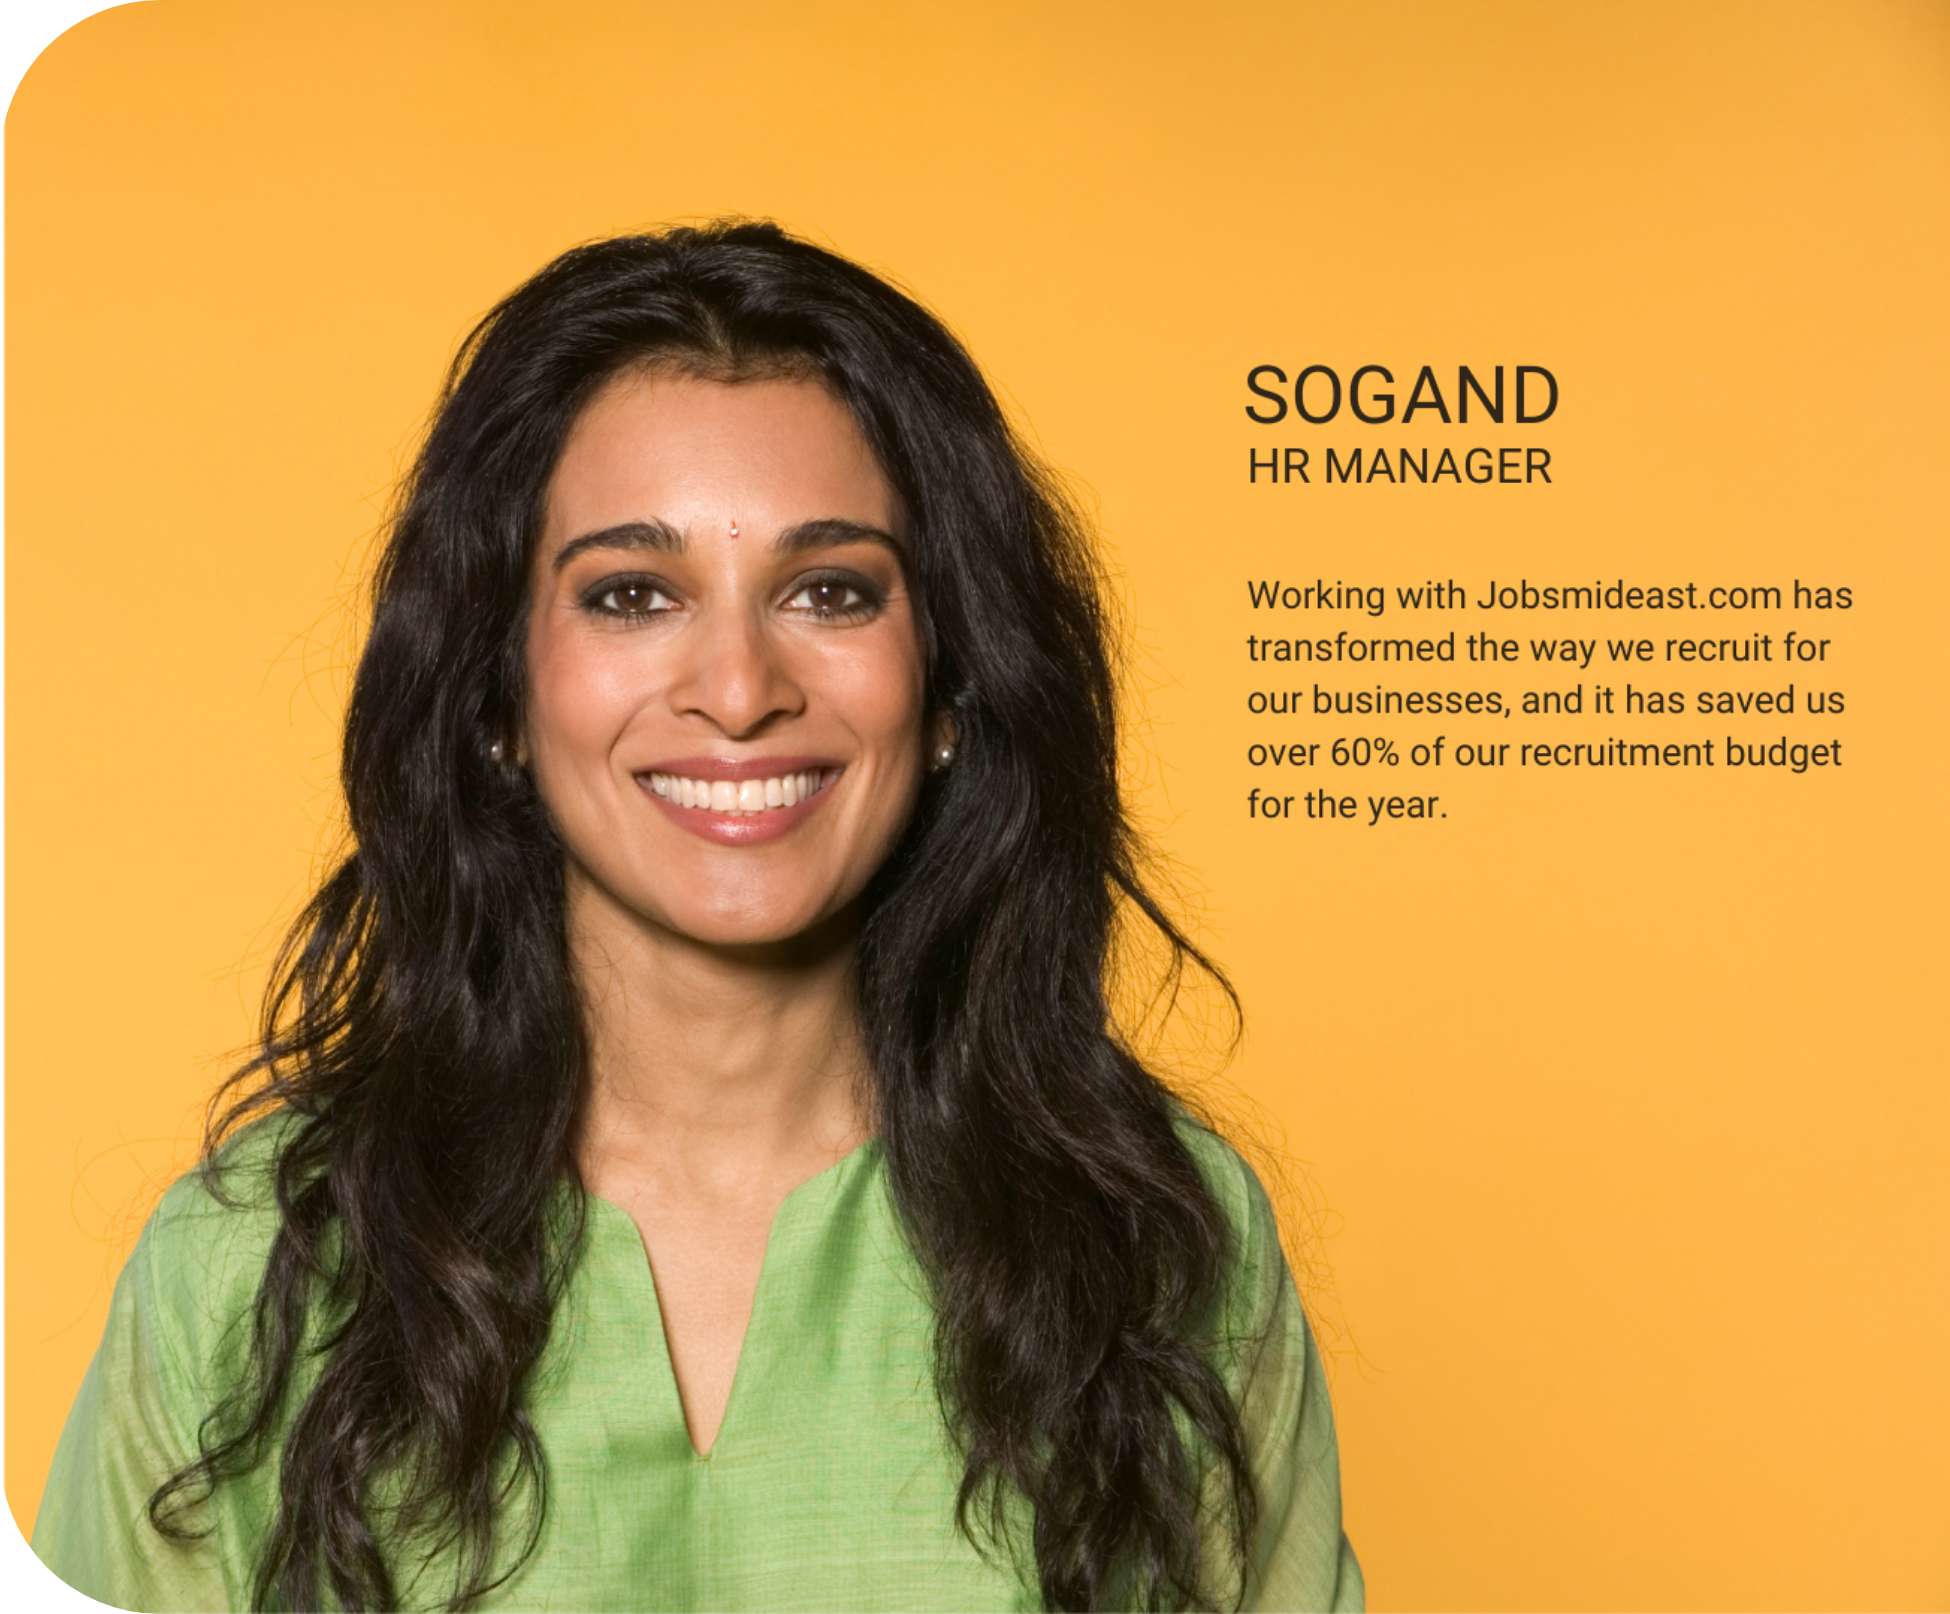 SOGAND
HR MANAGER
Working with Jobsmideast.com has
transformed the way we recruit for
our businesses, and it has saved us
over 60% of our recruitment budget
for the year.